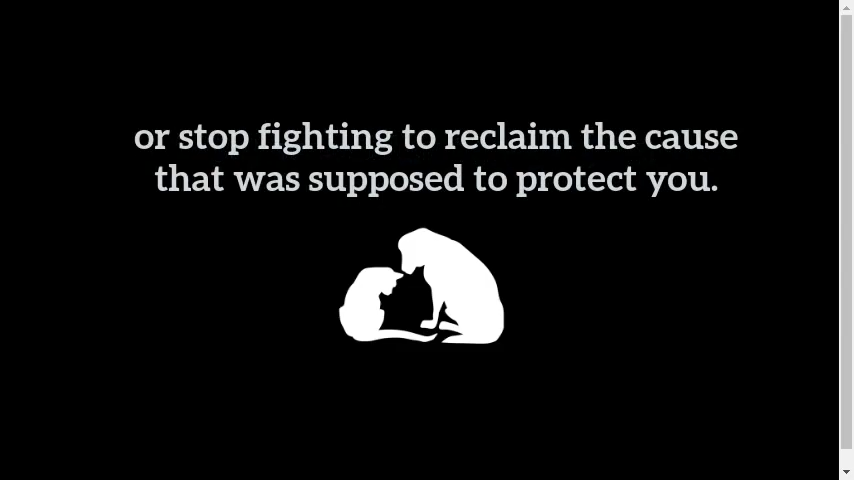 or stop fighting to reclaim the cause
that was supposed to protect you.